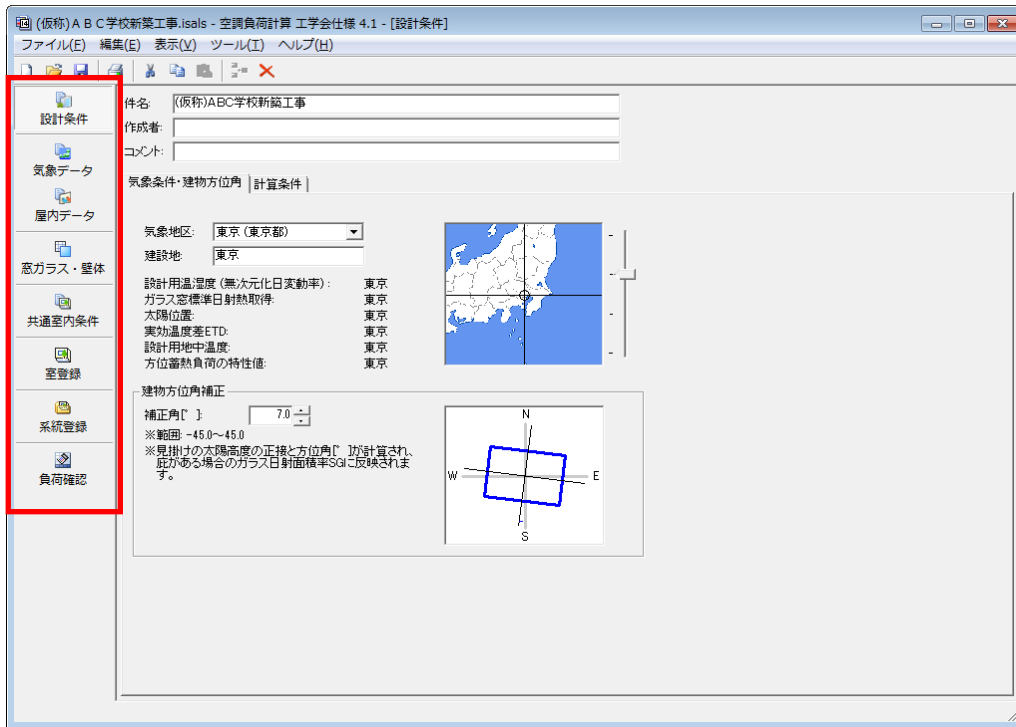 (仮称)ＡＢＣ学校新築工事.isals - 空調負荷計算 工学会仕様 4.1 - [設計条件]
ファイル(F) 編集(E) 表示(V) ツール(T) ヘルプ(H)
設計条件
気象データ
屋内データ
窓ガラス・壁体
共通室内条件
室登録
系統登録
負荷確認
件名: (仮称)ABC学校新築工事
作成者:
コメント:
気象条件・建物方位角 計算条件
気象地区: 東京 (東京都)
建設地: 東京
設計用温湿度 (無次元化日変動率) : 東京
ガラス窓標準日射熱取得: 東京
太陽位置: 東京
実効温度差ETD: 東京
設計用地中温度: 東京
方位蓄熱負荷の特性値: 東京
建物方位角補正
補正角[ﾟ]: 7.0
※範囲: -45.0～45.0
※見掛けの太陽高度の正接と方位角[ﾟ]が計算され、
庇がある場合のガラス日射面積率SGに反映されま
す。
N
W
E
S